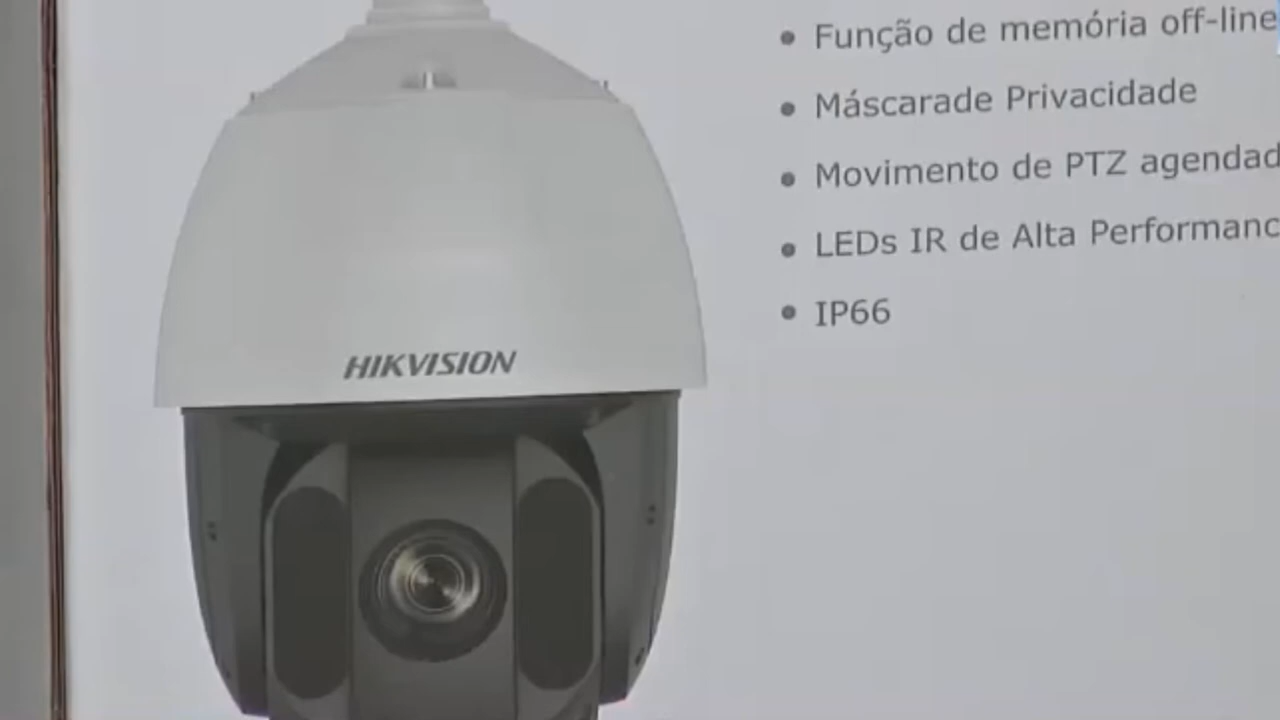 Função de memória off-line
Máscarade Privacidade
Movimento de PTZ agendad
LEDs IR de Alta Performanc
IP66
HIKVISION